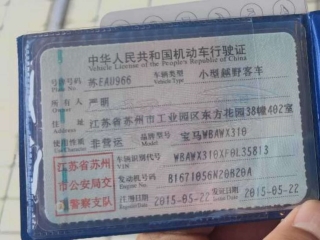 中华人民共和国机动车行驶证
Vehicle License of the People's Republic of China
号牌号码 苏EAU966 车辆类型 小型越野客车
Plate No. Vehicle Type
所有人 严丽
Owner
住址 江苏省苏州市工业园区东方花园38幢402室
Address
使用性质 非营运 品牌型号 宝马WBAWX310
Use Character Model
江苏省苏州市公安局交警察支队
车辆识别代号 WBAWX310XF0L35813
VIN
发动机号码 B1671056N20B20A
Engine No.
注册日期 2015-05-22 发证日期 2015-05-22
Register Date Issue Date